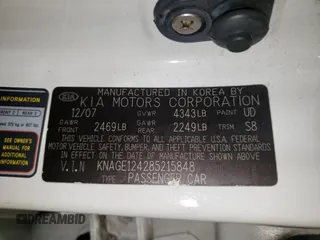 MANUFACTURED IN KOREA BY
KIA KIA MOTORS CORPORATION
12/07 GVWR 4343LB PAINT UD
GAWR FRONT 2469LB GAWR REAR 2249LB TRIM S8
THIS VEHICLE CONFORMS TO ALL APPLICABLE U.S.A. FEDERAL
MOTOR VEHICLE SAFETY, BUMPER, AND THEFT PREVENTION STANDARDS
IN EFFECT ON THE DATE OF MANUFACTURE SHOWN ABOVE.
V.I.N KNAGE124285215848
TYPE PASSENGER CAR
INFORMATION
SEE OWNER'S
MANUAL FOR
ADDITIONAL
INFORMATION
DREAMBID